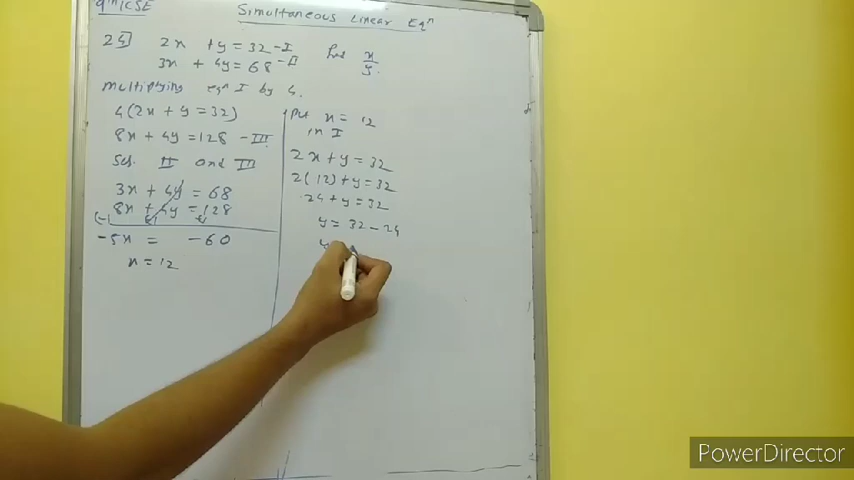 9th ICSE
Simultaneous Linear Eqn
24] 2x + y = 32 - I
3x + 4y = 68 - II
Let x/y.
multiplying eqn I by 4.
4(2x + y = 32)
8x + 4y = 128 - III
II and III
3x + 4y = 68
8x + 4y = 128
(-) (-) (-)
-5x = -60
x = 12
Put x = 12
in I
2x + y = 32
2(12) + y = 32
24 + y = 32
y = 32 - 24
y
PowerDirector